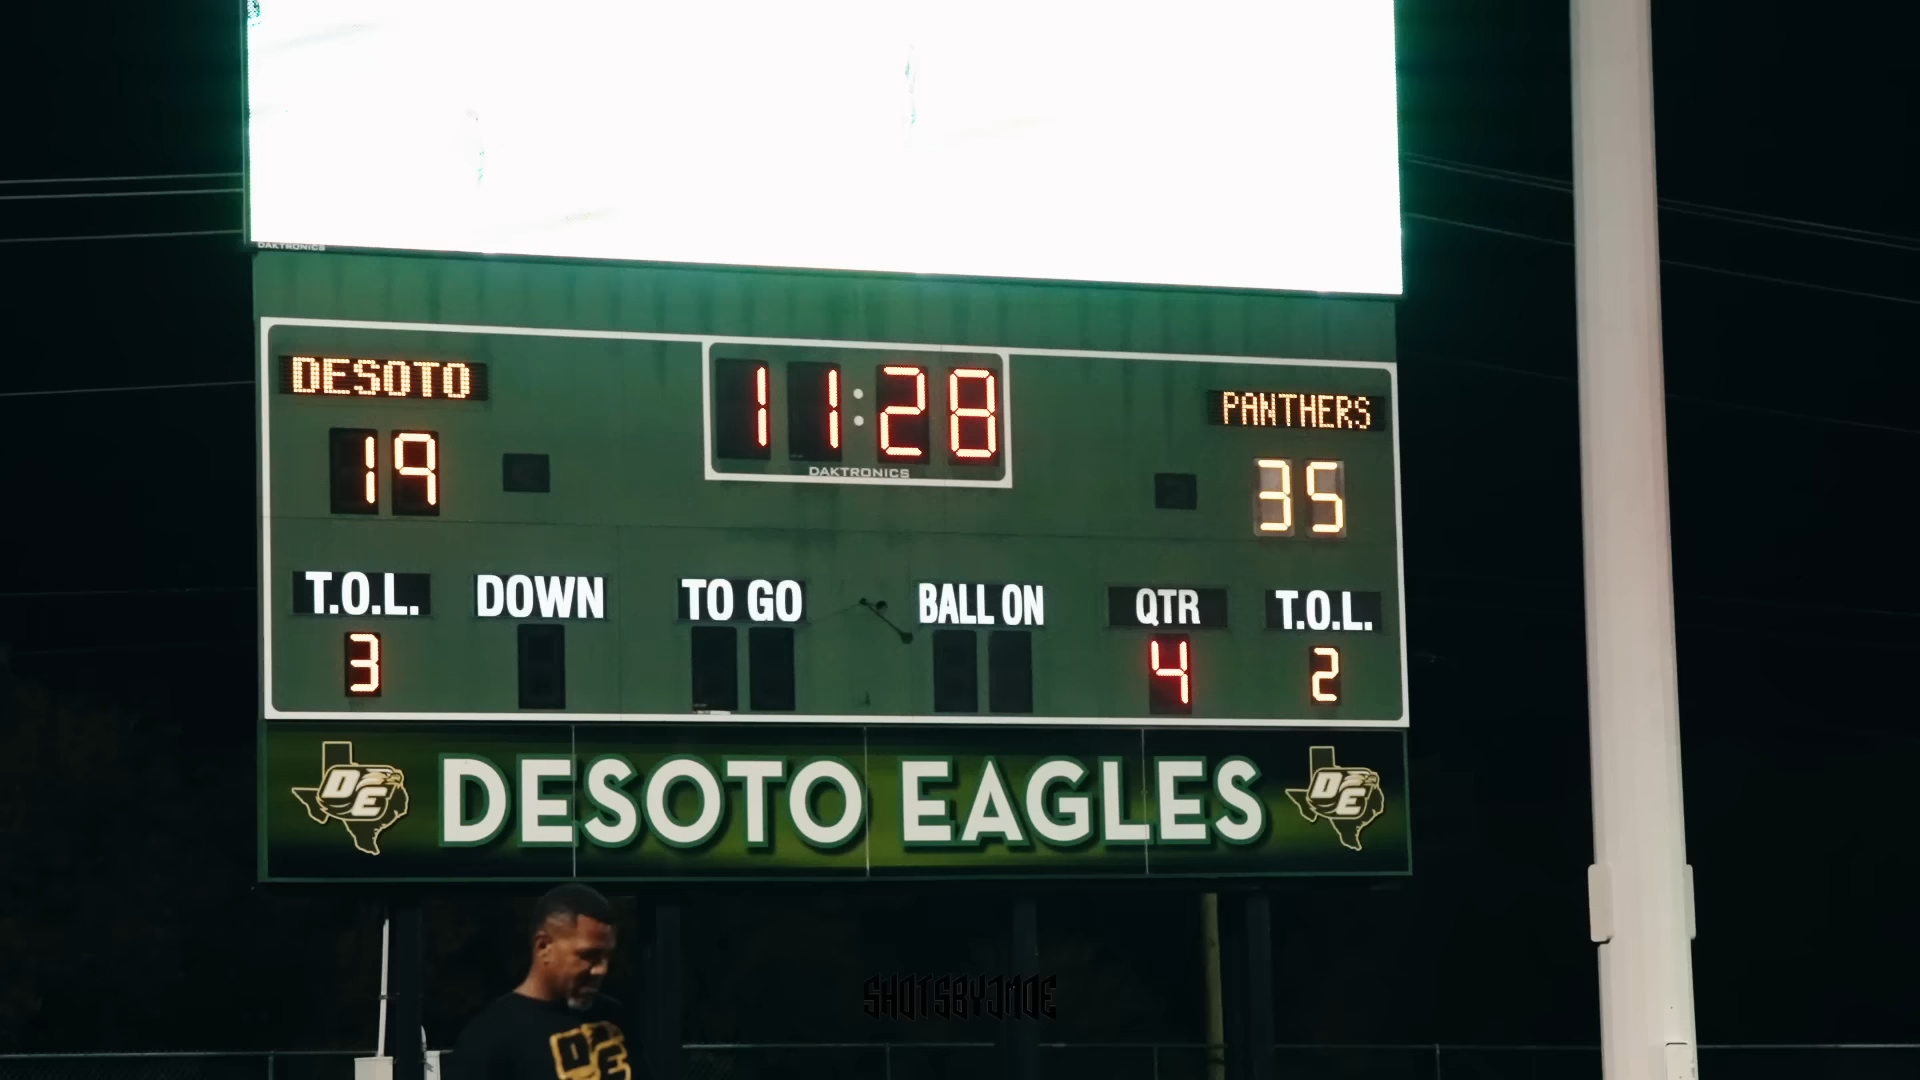 DAKTRONICS
DESOTO
11:28
PANTHERS
19
DAKTRONICS
35
T.O.L.
DOWN
TO GO
BALL ON
QTR
T.O.L.
3
4
2
DE
DESOTO EAGLES
DE
SHOTSBYJMOE
DE